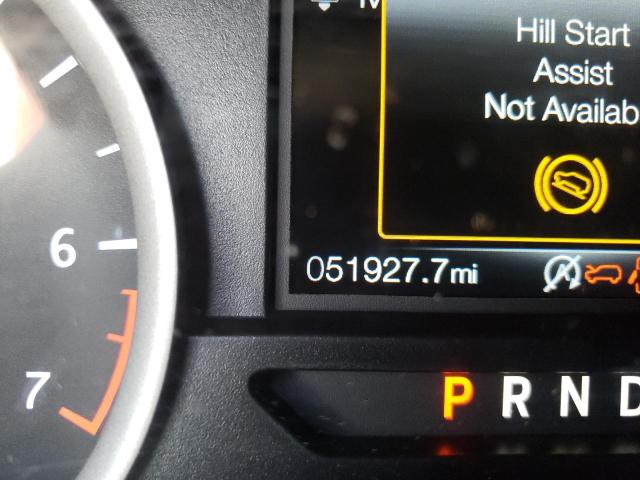 Hill Start
Assist
Not Availab
051927.7mi
6
7
P R N D